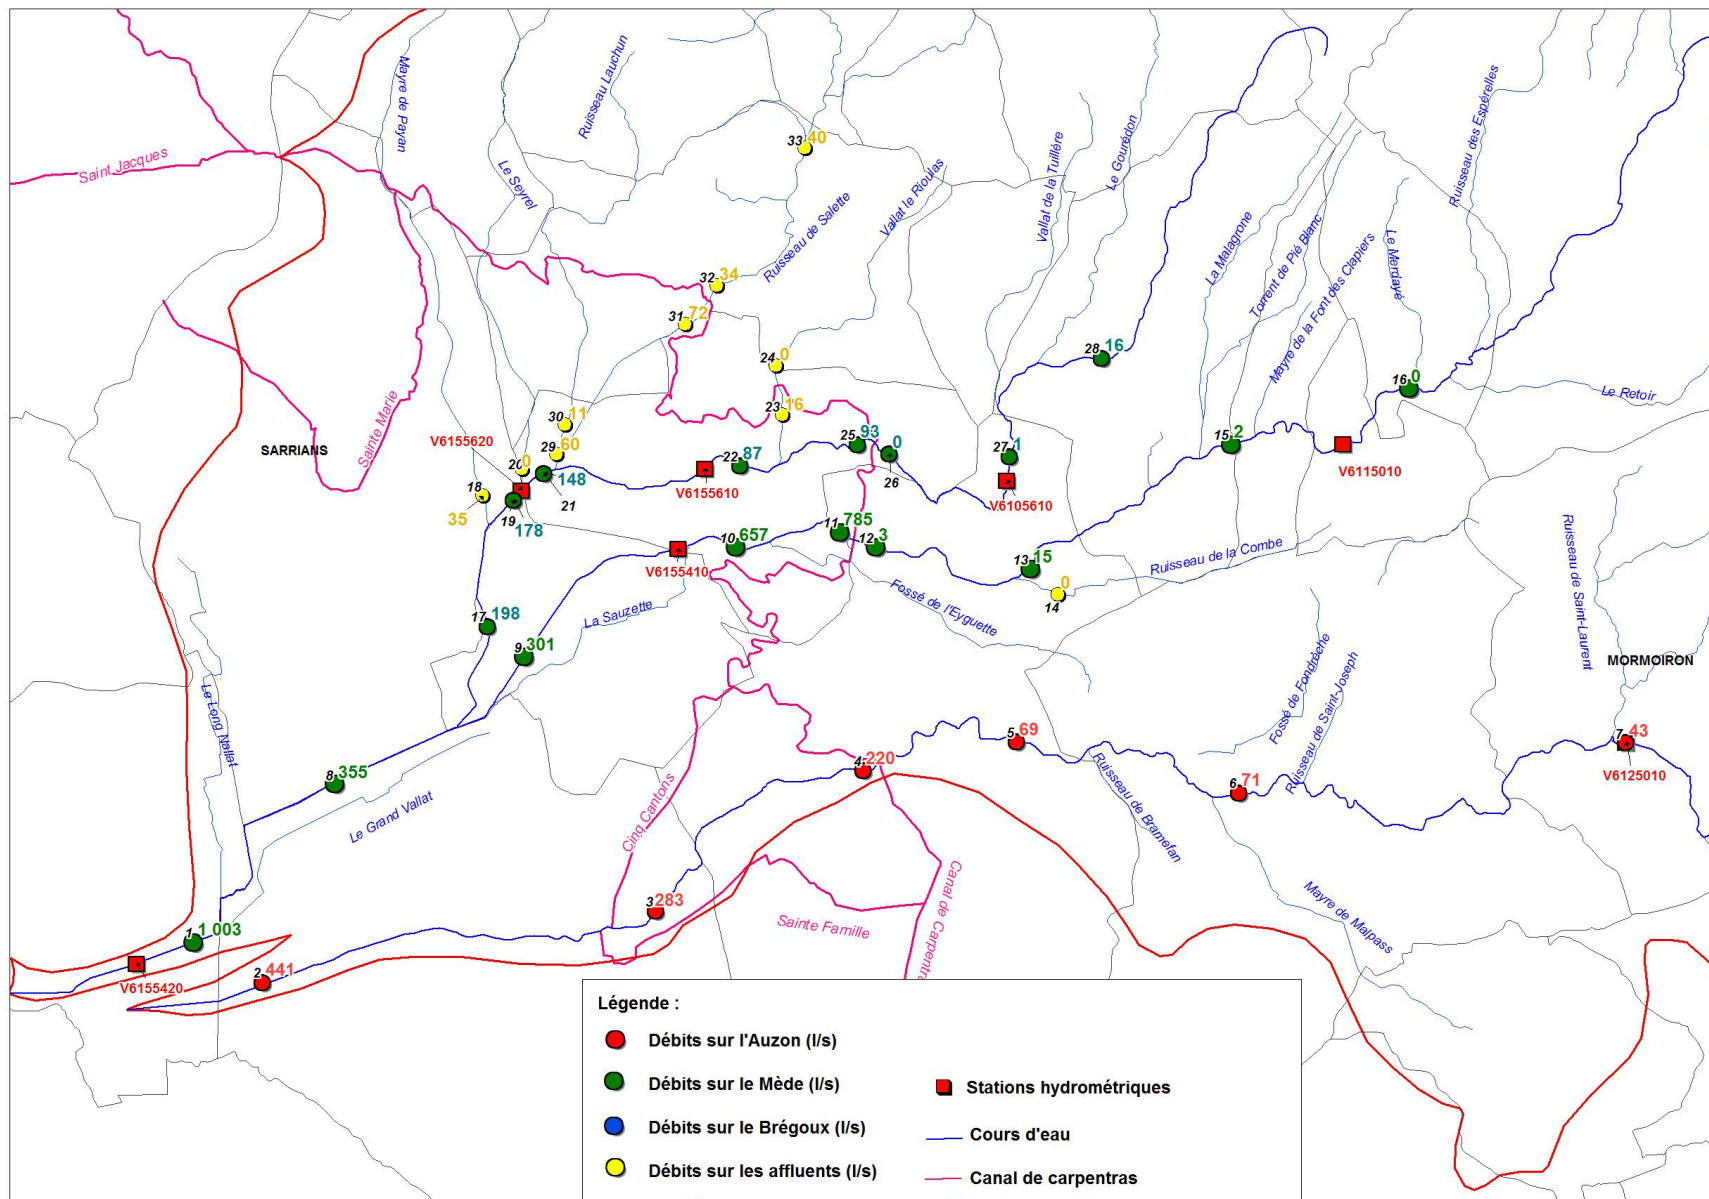 Mayre de Payan
Ruisseau Lauchun
Le Seyrel
Saint Jacques
33 40
Ruisseau de Salette
Vallat le Rioulas
Vallat de la Tuillère
Le Gourédon
Ruisseau des Espérelles
La Malagrone
Torrent de Pié Blanc
Mayre de la Font des Clapiers
Le Merdayé
Le Retoir
32 34
31 72
24 0
23 16
28 16
16 0
Sainte Marie
SARRIANS
V6155620
30 11
29 60
20 0
18
35
19
178
148
21
22 87
V6155610
25 93
0
26
27 1
V6105610
15 2
V6115010
10 657
V6155410
11 785
12 3
13 15
0
14
Ruisseau de la Combe
Fossé de l'Eyguette
La Sauzette
17 198
9 301
Ruisseau de Saint-Laurent
MORMOIRON
7 43
V6125010
Fossé de Fondrèche
Ruisseau de Saint-Joseph
Le Long Nallat
8 355
Le Grand Vallat
Cinq Cantons
4 220
5 69
6 71
Ruisseau de Bramefan
Mayre de Malpass
3 283
Sainte Famille
Canal de Carpentra
1 1 003
V6155420
2 441
Légende :
Débits sur l'Auzon (l/s)
Débits sur le Mède (l/s)
Débits sur le Brégoux (l/s)
Débits sur les affluents (l/s)
Stations hydrométriques
Cours d'eau
Canal de carpentras